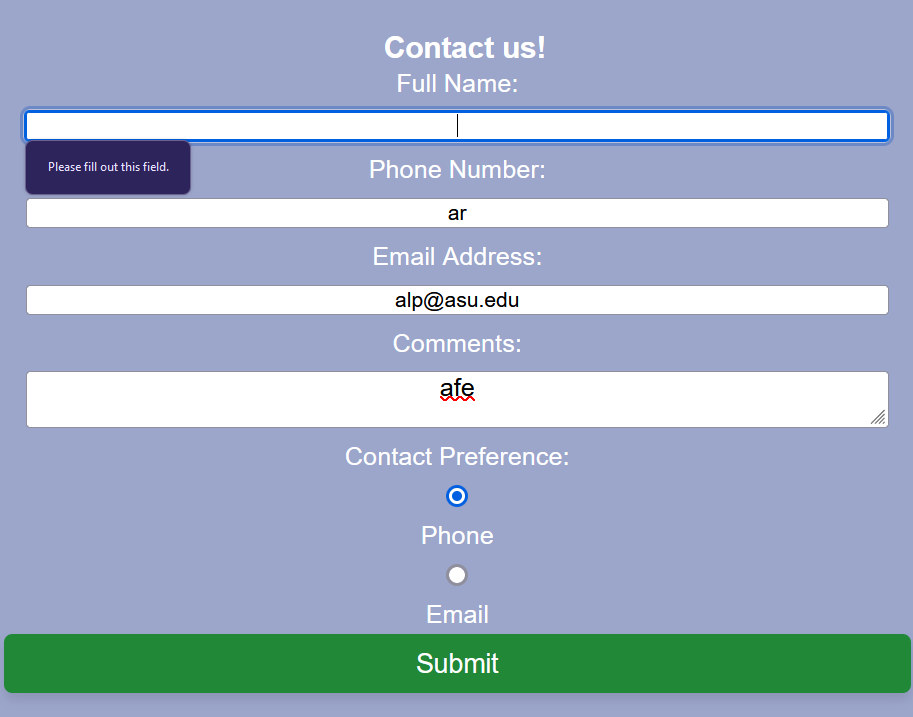 Contact us!
Full Name:
Please fill out this field.
Phone Number:
ar
Email Address:
alp@asu.edu
Comments:
afe
Contact Preference:
Phone
Email
Submit